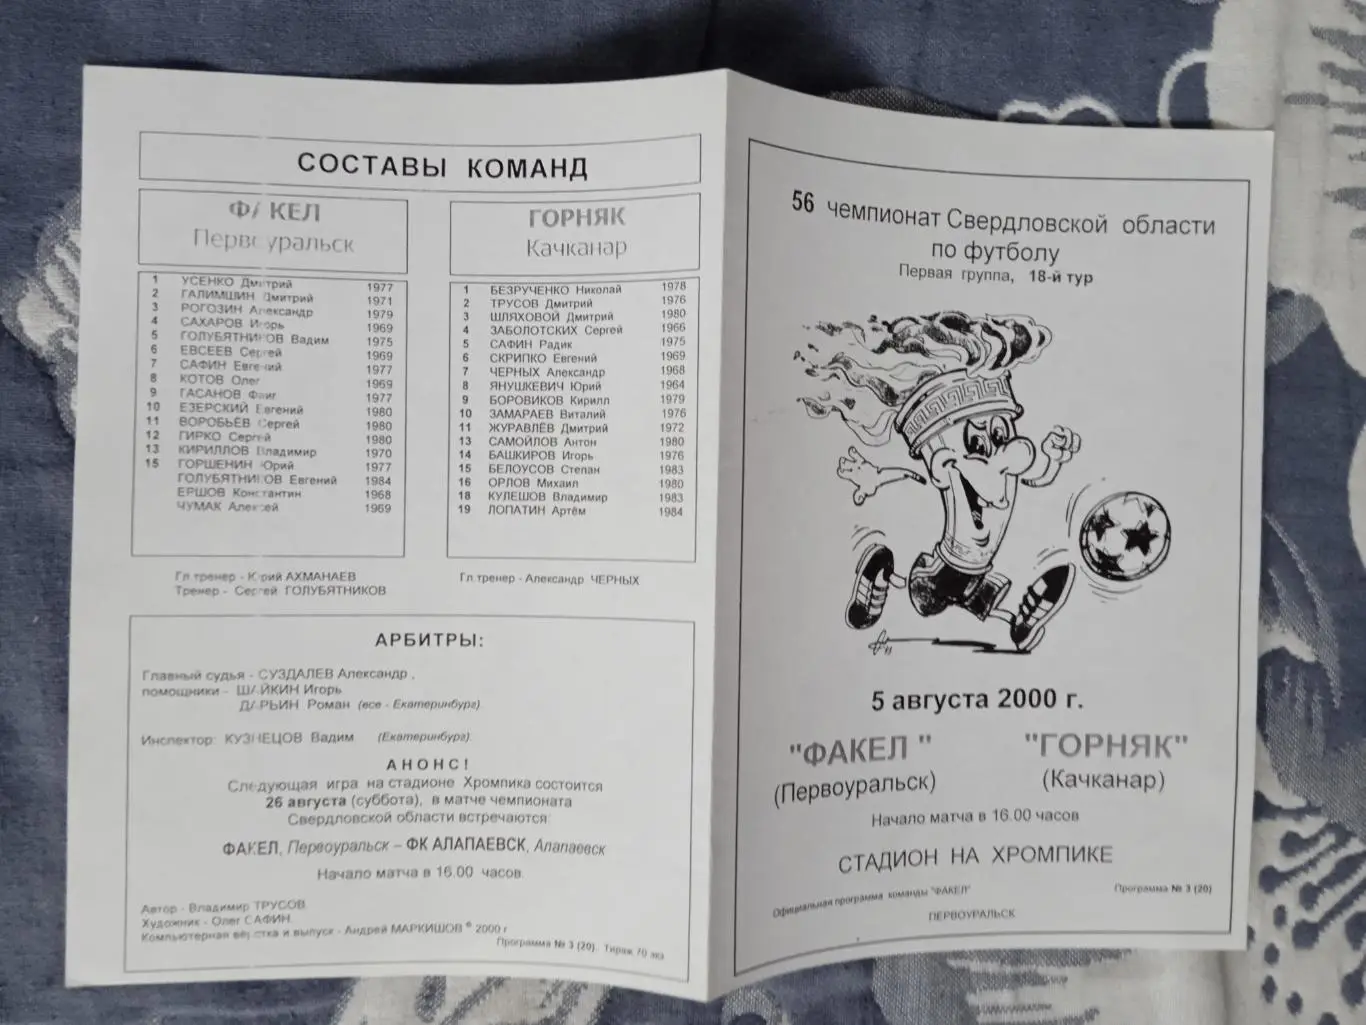 СОСТАВЫ КОМАНД
ФАКЕЛ
Первоуральск
1 УСЕНКО Дмитрий 1977
2 ГАЛИМШИН Дмитрий 1971
3 РОГОЗИН Александр 1979
4 САХАРОВ Игорь 1969
5 ГОЛУБЯТНИКОВ Вадим 1975
6 ЕВСЕЕВ Сергей 1969
7 САФИН Евгений 1977
8 КОТОВ Олег 1969
9 ГАСАНОВ Фаиг 1977
10 ЕЗЕРСКИЙ Евгений 1980
11 ВОРОБЬЁВ Сергей 1980
12 ГИРКО Сергей 1980
13 КИРИЛЛОВ Владимир 1970
15 ГОРШЕНИН Юрий 1977
ГОЛУБЯТНИКОВ Евгений 1984
ЕРШОВ Константин 1968
ЧУМАК Алексей 1969
Гл.тренер - Юрий АХМАНАЕВ
Тренер - Сергей ГОЛУБЯТНИКОВ
ГОРНЯК
Качканар
1 БЕЗРУЧЕНКО Николай 1978
2 ТРУСОВ Дмитрий 1976
3 ШЛЯХОВОЙ Дмитрий 1980
4 ЗАБОЛОТСКИХ Сергей 1966
5 САФИН Радик 1975
6 СКРИПКО Евгений 1969
7 ЧЕРНЫХ Александр 1968
8 ЯНУШКЕВИЧ Юрий 1964
9 БОРОВИКОВ Кирилл 1979
10 ЗАМАРАЕВ Виталий 1976
11 ЖУРАВЛЁВ Дмитрий 1972
13 САМОЙЛОВ Антон 1980
14 БАШКИРОВ Игорь 1976
15 БЕЛОУСОВ Степан 1983
16 ОРЛОВ Михаил 1980
18 КУЛЕШОВ Владимир 1983
19 ЛОПАТИН Артём 1984
Гл.тренер - Александр ЧЕРНЫХ
АРБИТРЫ:
Главный судья - СУЗДАЛЕВ Александр,
помощники - ШАЙКИН Игорь
ДАРЬИН Роман (все - Екатеринбург).
Инспектор: КУЗНЕЦОВ Вадим (Екатеринбург).
АНОНС!
Следующая игра на стадионе Хромпика состоится
26 августа (суббота), в матче чемпионата
Свердловской области встречаются:
ФАКЕЛ, Первоуральск – ФК АЛАПАЕВСК, Алапаевск
Начало матча в 16.00 часов
Автор - Владимир ТРУСОВ
Художник - Олег САФИН
Компьютерная вёрстка и выпуск - Андрей МАРКИШОВ © 2000 г
Программа № 3 (20). Тираж 70 экз
56 чемпионат Свердловской области
по футболу
Первая группа, 18-й тур
5 августа 2000 г.
"ФАКЕЛ " "ГОРНЯК"
(Первоуральск) (Качканар)
Начало матча в 16.00 часов
СТАДИОН НА ХРОМПИКЕ
Официальная программа команды "ФАКЕЛ" Программа № 3 (20)
ПЕРВОУРАЛЬСК